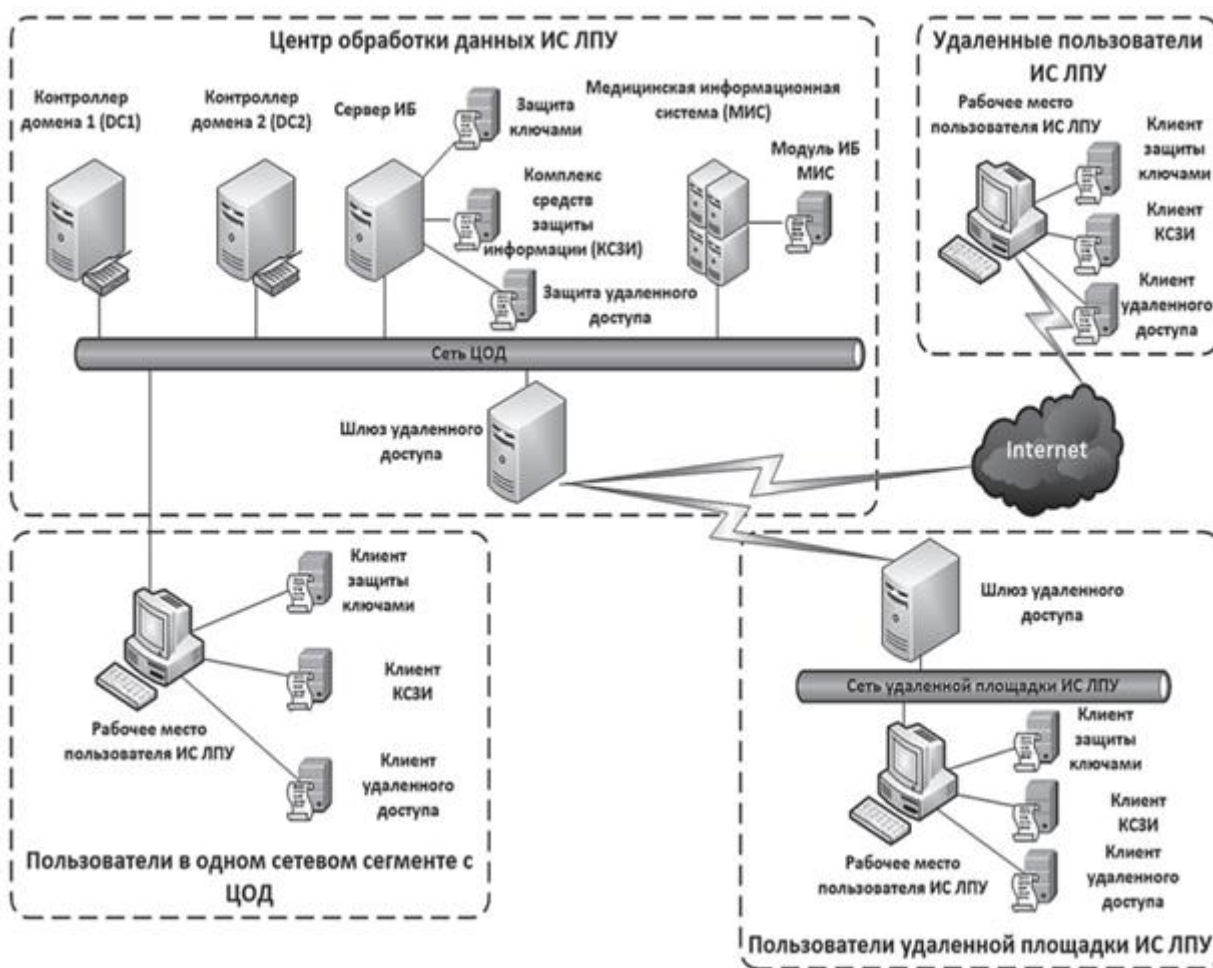 Центр обработки данных ИС ЛПУ
Контроллер
домена 1 (DC1)
Контроллер
домена 2 (DC2)
Сервер ИБ
Защита
ключами
Комплекс
средств
защиты
информации (КСЗИ)
Защита удаленного
доступа
Медицинская информационная
система (МИС)
Модуль ИБ
МИС
Сеть ЦОД
Шлюз удаленного
доступа
Удаленные пользователи
ИС ЛПУ
Рабочее место
пользователя ИС ЛПУ
Клиент
защиты
ключами
Клиент
КСЗИ
Клиент
удаленного
доступа
Internet
Клиент
защиты
ключами
Клиент
КСЗИ
Рабочее место
пользователя ИС ЛПУ
Клиент
удаленного
доступа
Пользователи в одном сетевом сегменте с
ЦОД
Шлюз удаленного
доступа
Сеть удаленной площадки ИС ЛПУ
Клиент
защиты
ключами
Клиент
КСЗИ
Рабочее место
пользователя ИС ЛПУ
Клиент
удаленного
доступа
Пользователи удаленной площадки ИС ЛПУ